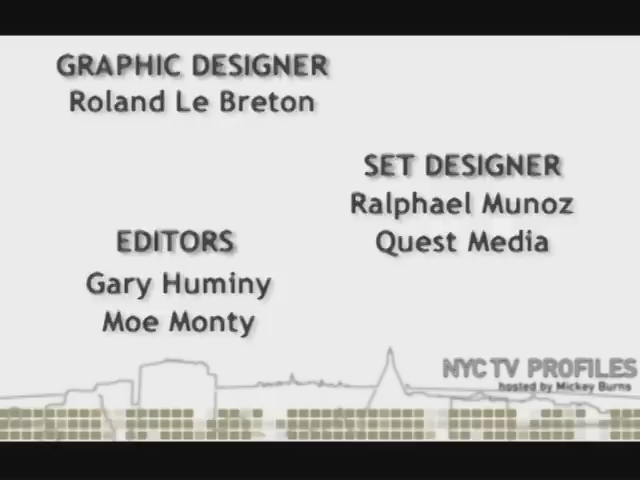 GRAPHIC DESIGNER
Roland Le Breton
SET DESIGNER
Ralphael Munoz
Quest Media
EDITORS
Gary Huminy
Moe Monty
NYC TV PROFILES
hosted by Mickey Burns